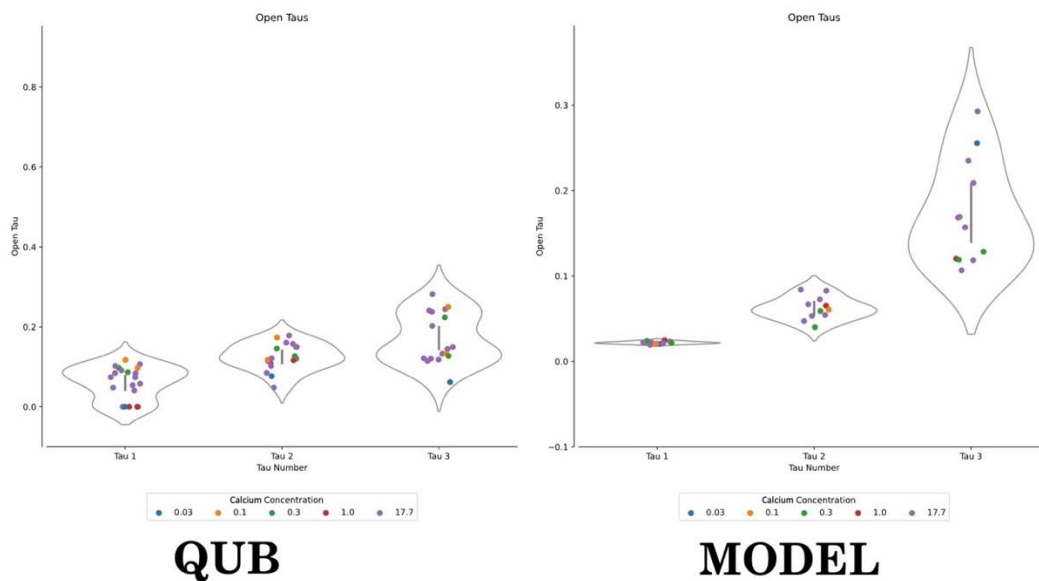 Open Taus
Open Tau
0.8
0.6
0.4
0.2
0.0
Tau 1
Tau 2
Tau 3
Tau Number
Calcium Concentration
0.03 0.1 0.3 1.0 17.7
QUB
Open Taus
Open Tau
0.3
0.2
0.1
0.0
−0.1
Tau 1
Tau 2
Tau 3
Tau Number
Calcium Concentration
0.03 0.1 0.3 1.0 17.7
MODEL